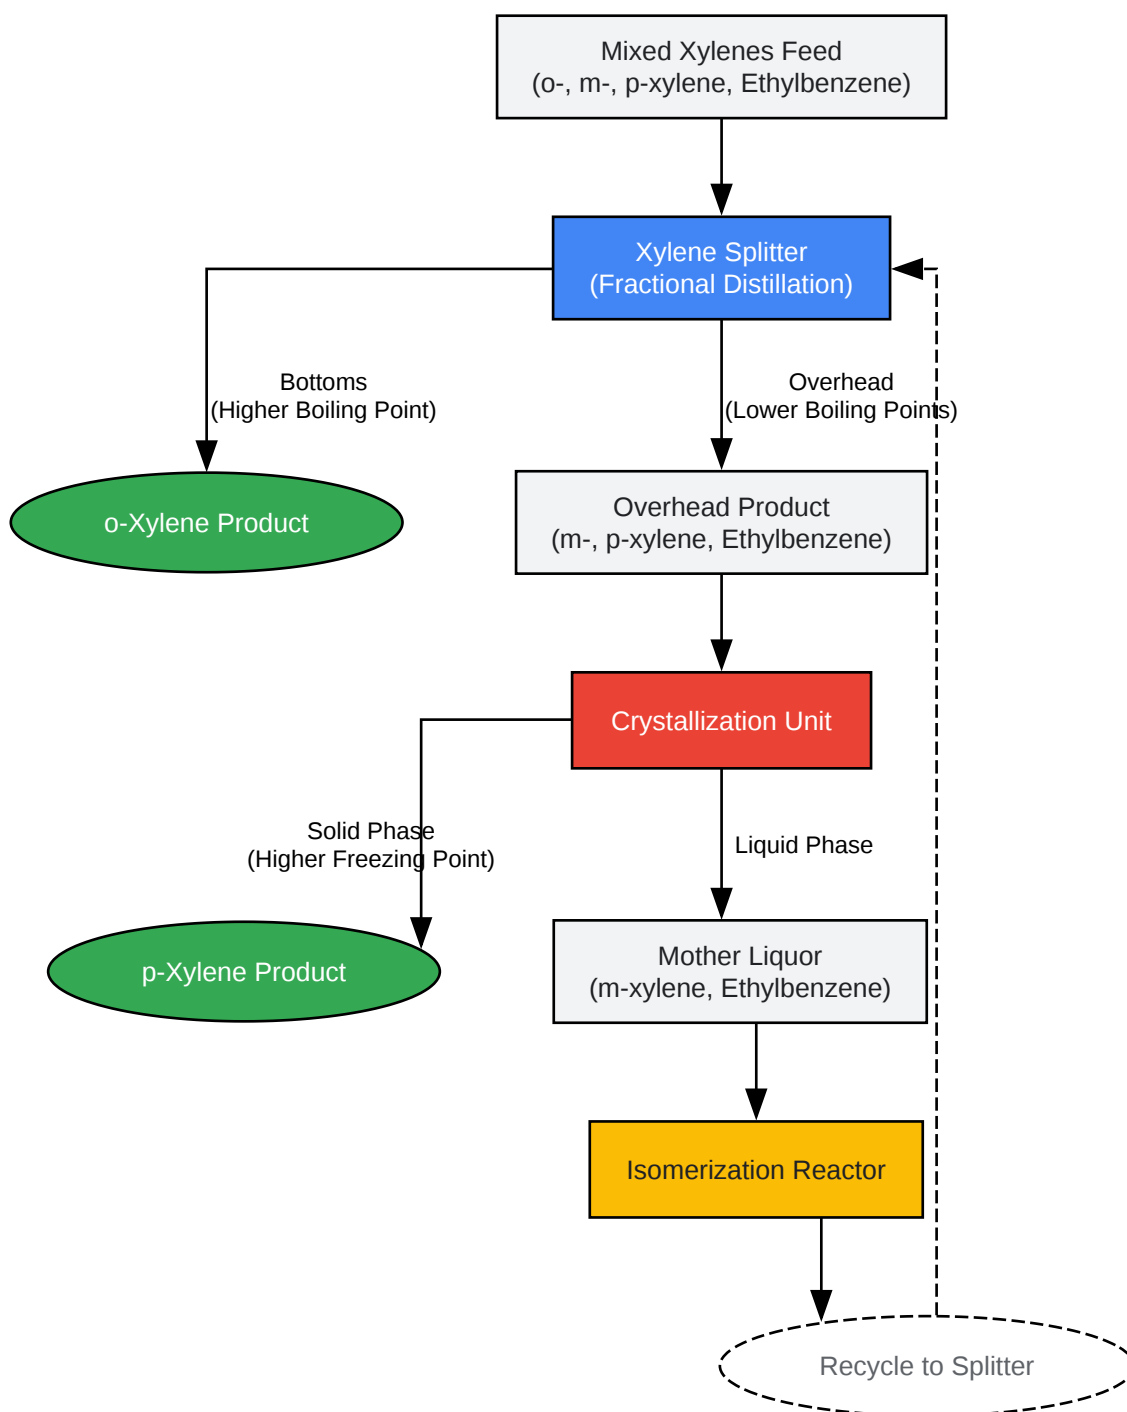 Mixed Xylenes Feed
(o-, m-, p-xylene, Ethylbenzene)
Xylene Splitter
(Fractional Distillation)
Bottoms
(Higher Boiling Point)
Overhead
(Lower Boiling Points)
o-Xylene Product
Overhead Product
(m-, p-xylene, Ethylbenzene)
Crystallization Unit
Solid Phase
(Higher Freezing Point)
Liquid Phase
p-Xylene Product
Mother Liquor
(m-xylene, Ethylbenzene)
Isomerization Reactor
Recycle to Splitter